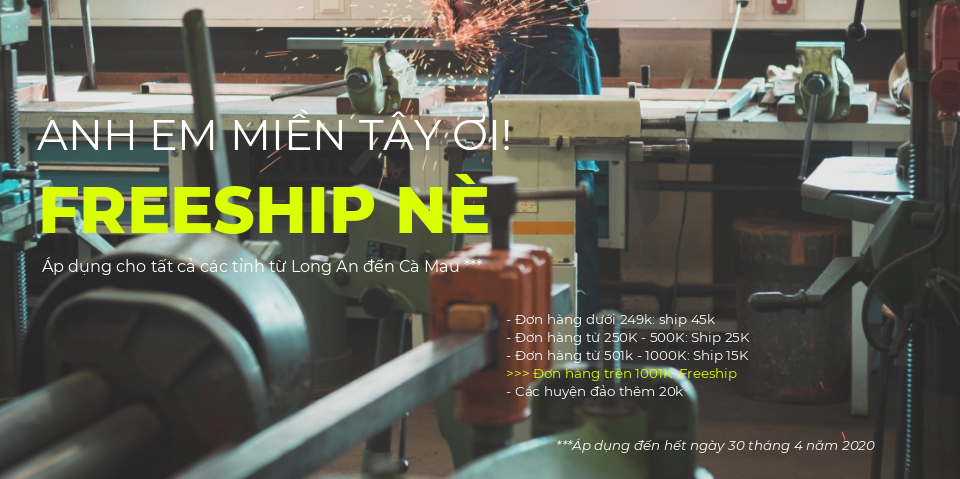 ANH EM MIỀN TÂY ƠI!
FREESHIP NÈ
Áp dụng cho tất cả các tỉnh từ Long An đến Cà Mau ***
- Đơn hàng dưới 249k: ship 45k
- Đơn hàng từ 250K - 500K: Ship 25K
- Đơn hàng từ 501k - 1000K: Ship 15K
>>> Đơn hàng trên 1001K: Freeship
- Các huyện đảo thêm 20k
***Áp dụng đến hết ngày 30 tháng 4 năm 2020